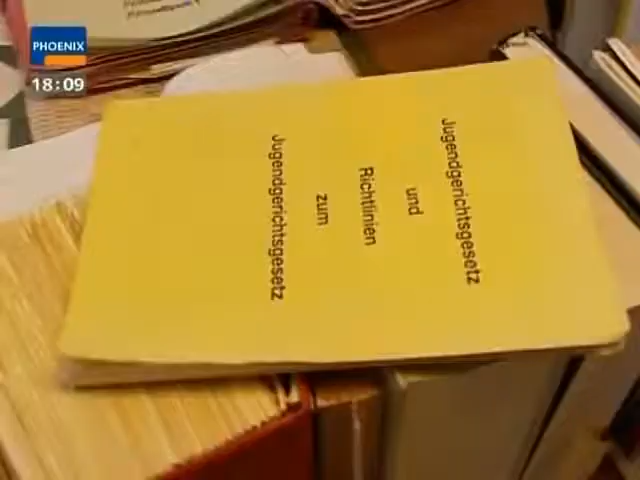 PHOENIX
18:09
Jugendgerichtsgesetz
und
Richtlinien
zum
Jugendgerichtsgesetz